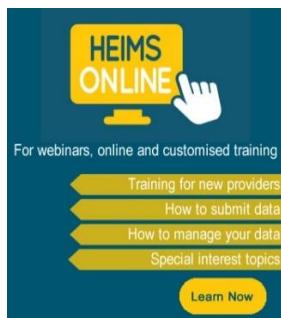 HEIMS
ONLINE
For webinars, online and customised training
Training for new providers
How to submit data
How to manage your data
Special interest topics
Learn Now